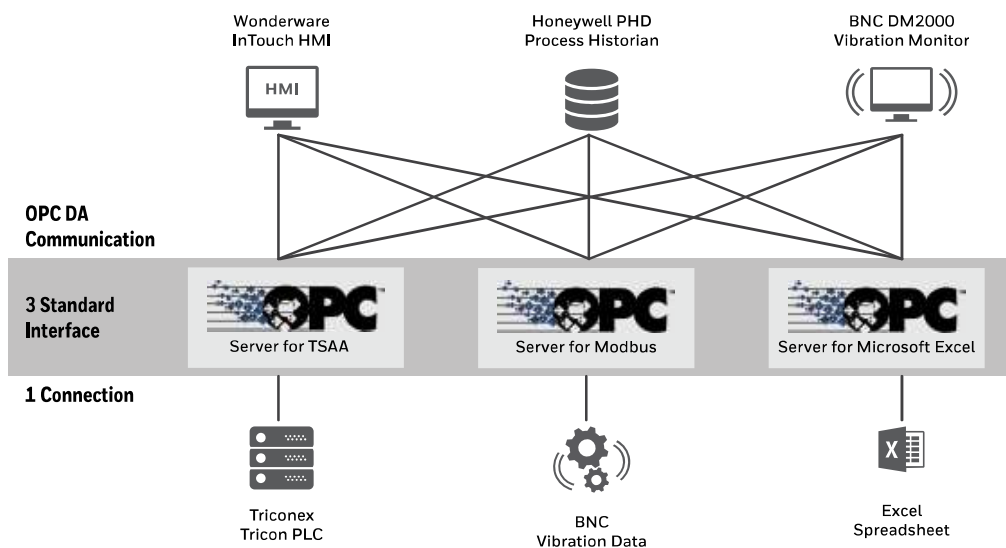 Wonderware
InTouch HMI
Honeywell PHD
Process Historian
BNC DM2000
Vibration Monitor
HMI
OPC DA
Communication
3 Standard
Interface
OPC
Server for TSAA
OPC
Server for Modbus
OPC
Server for Microsoft Excel
1 Connection
X
Triconex
Tricon PLC
BNC
Vibration Data
Excel
Spreadsheet